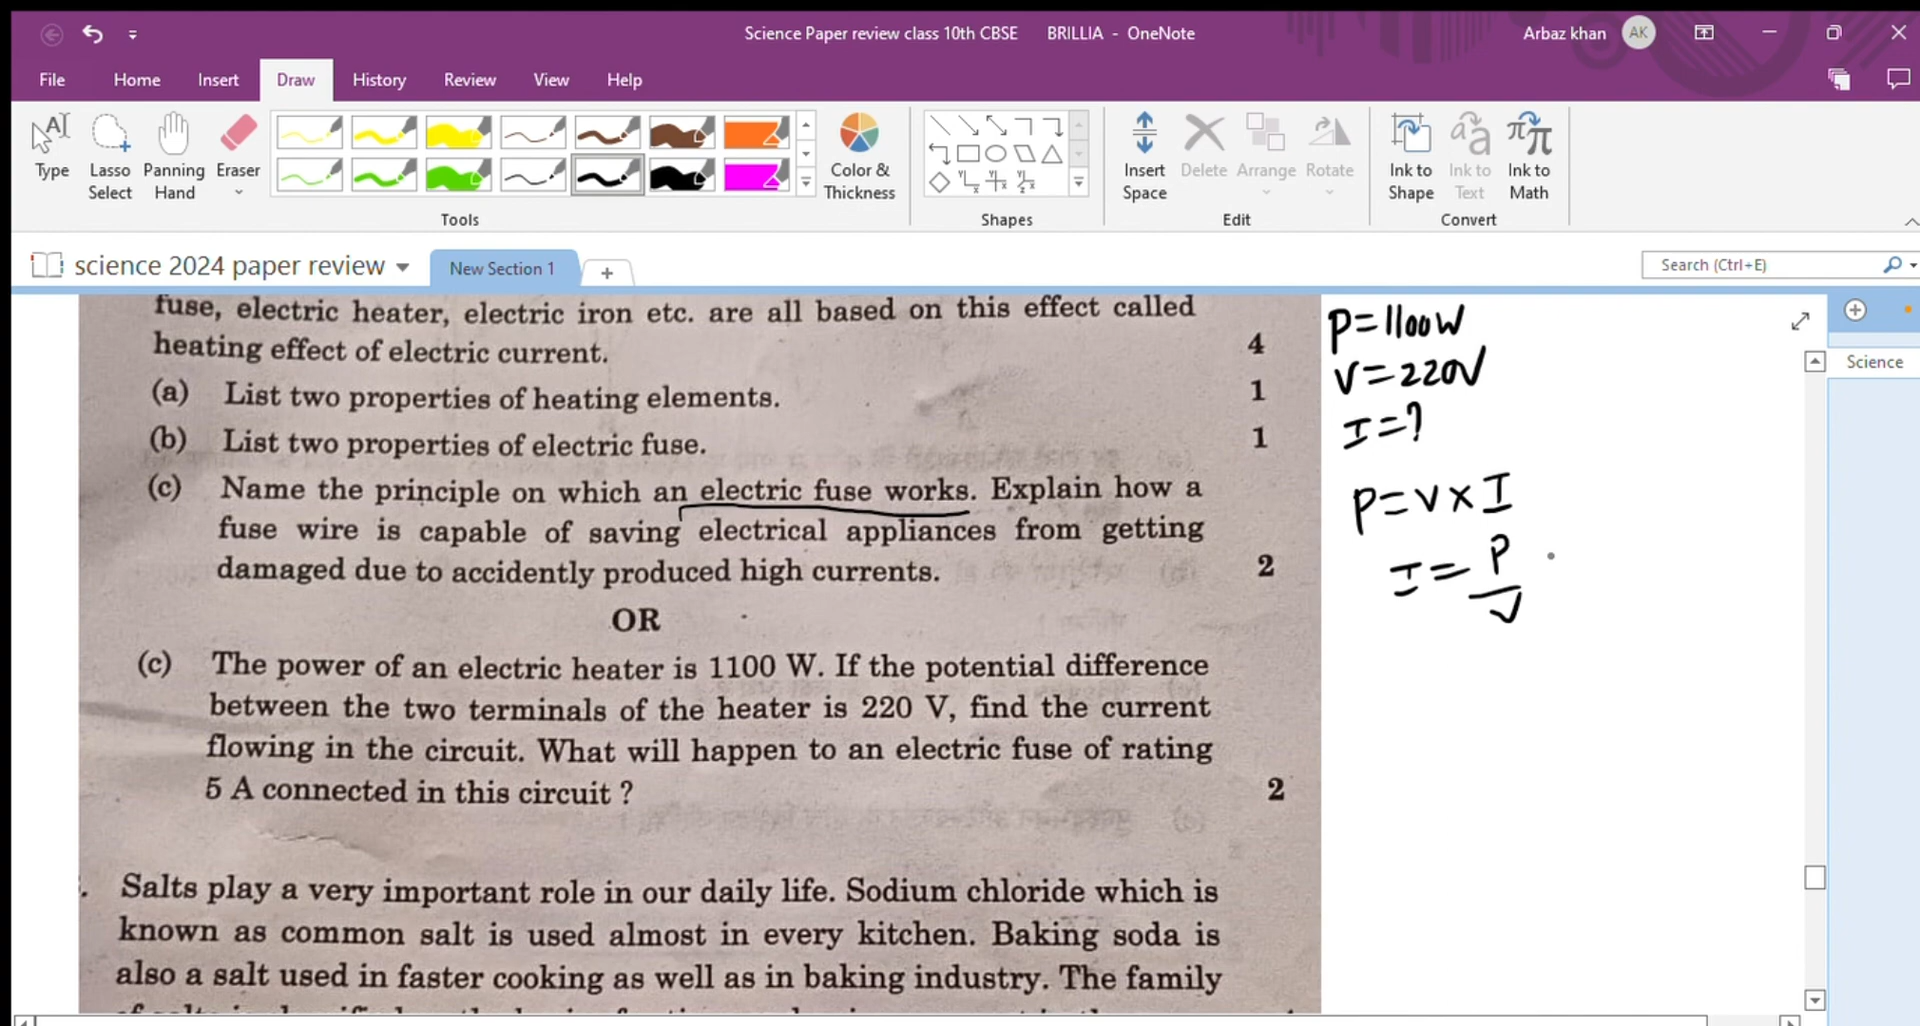 Science Paper review class 10th CBSE BRILLIA - OneNote
Arbaz khan AK
File Home Insert Draw History Review View Help
Type
Lasso Select
Panning Hand
Eraser
Color & Thickness
Insert Space
Delete
Arrange
Rotate
Ink to Shape
Ink to Text
Ink to Math
Tools Shapes Edit Convert
science 2024 paper review New Section 1 + Search (Ctrl+E)
Science
fuse, electric heater, electric iron etc. are all based on this effect called
heating effect of electric current. 4
(a) List two properties of heating elements. 1
(b) List two properties of electric fuse. 1
(c) Name the principle on which an electric fuse works. Explain how a
fuse wire is capable of saving electrical appliances from getting
damaged due to accidently produced high currents. 2
OR
(c) The power of an electric heater is 1100 W. If the potential difference
between the two terminals of the heater is 220 V, find the current
flowing in the circuit. What will happen to an electric fuse of rating
5 A connected in this circuit ? 2
Salts play a very important role in our daily life. Sodium chloride which is
known as common salt is used almost in every kitchen. Baking soda is
also a salt used in faster cooking as well as in baking industry. The family
P=1100W
V=220V
I=?
P=V×I
I=P/V